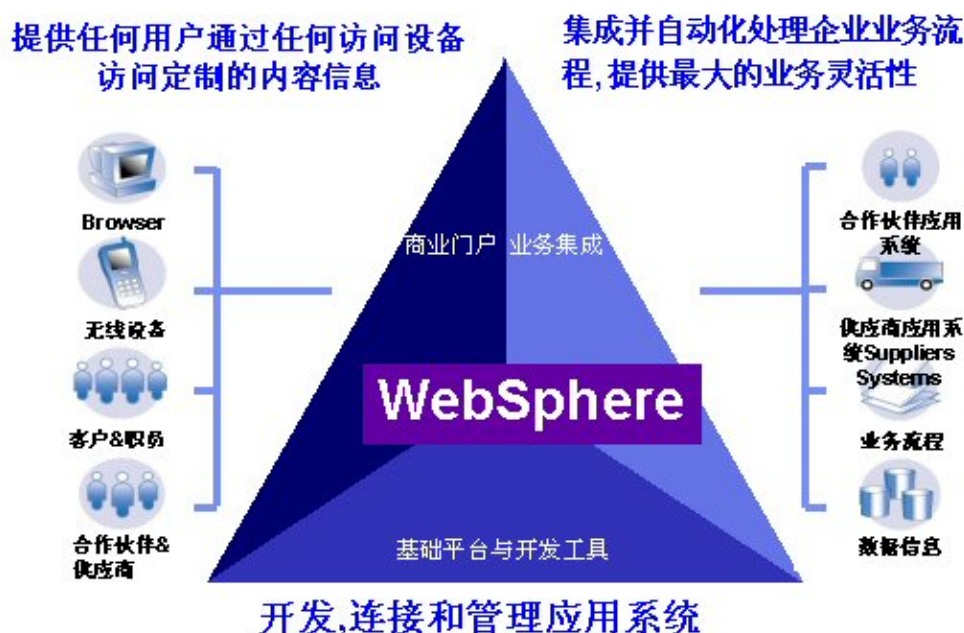 提供任何用户通过任何访问设备
访问定制的内容信息
集成并自动化处理企业业务流
程,提供最大的业务灵活性
Browser
无线设备
客户&职员
合作伙伴&
供应商
商业门户
业务集成
WebSphere
基础平台与开发工具
合作伙伴应用
系统
供应商应用系
统Suppliers
Systems
业务流程
数据信息
开发,连接和管理应用系统